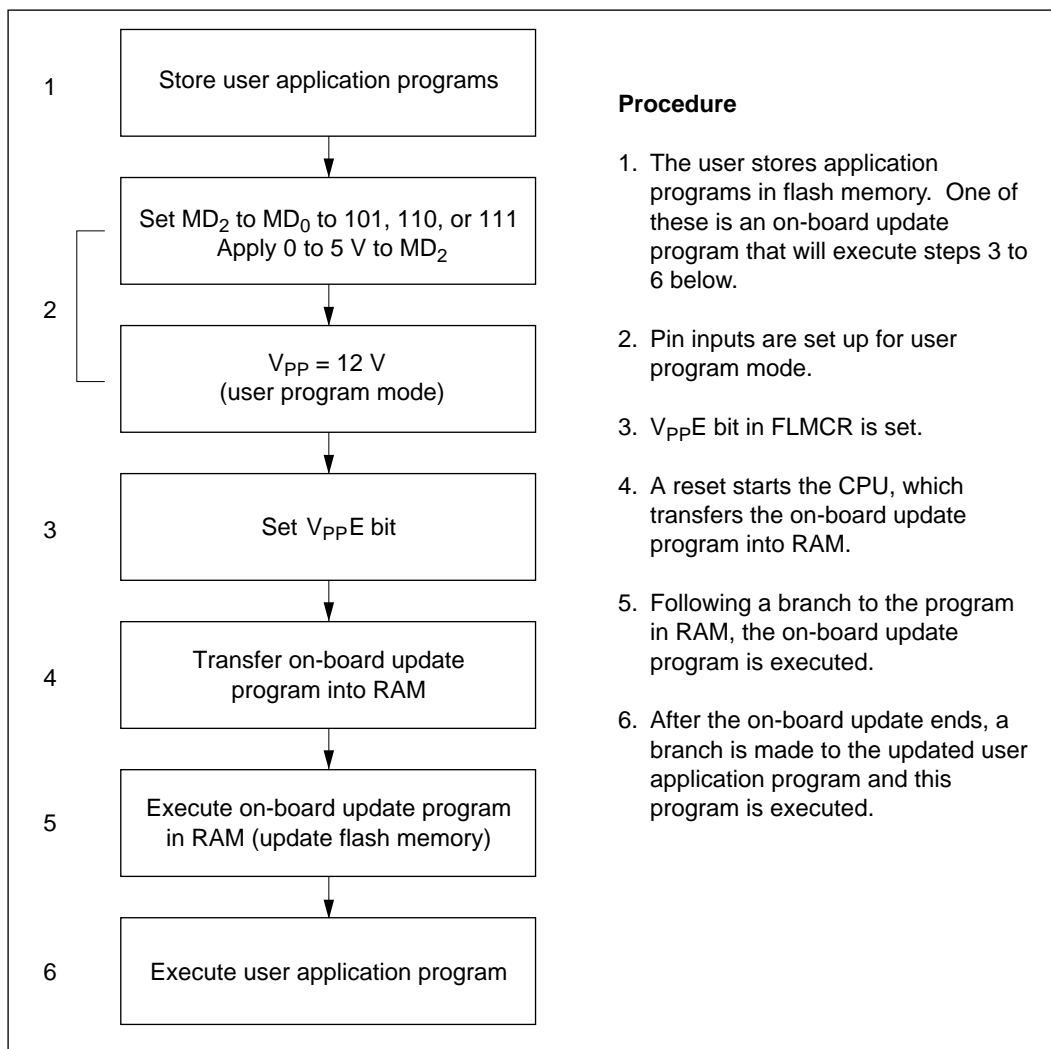 1
Store user application programs
2
Set MD2 to MD0 to 101, 110, or 111
Apply 0 to 5 V to MD2
VPP = 12 V
(user program mode)
3
Set VPPE bit
4
Transfer on-board update
program into RAM
5
Execute on-board update program
in RAM (update flash memory)
6
Execute user application program
Procedure
1. The user stores application
programs in flash memory. One of
these is an on-board update
program that will execute steps 3 to
6 below.
2. Pin inputs are set up for user
program mode.
3. VPPE bit in FLMCR is set.
4. A reset starts the CPU, which
transfers the on-board update
program into RAM.
5. Following a branch to the program
in RAM, the on-board update
program is executed.
6. After the on-board update ends, a
branch is made to the updated user
application program and this
program is executed.